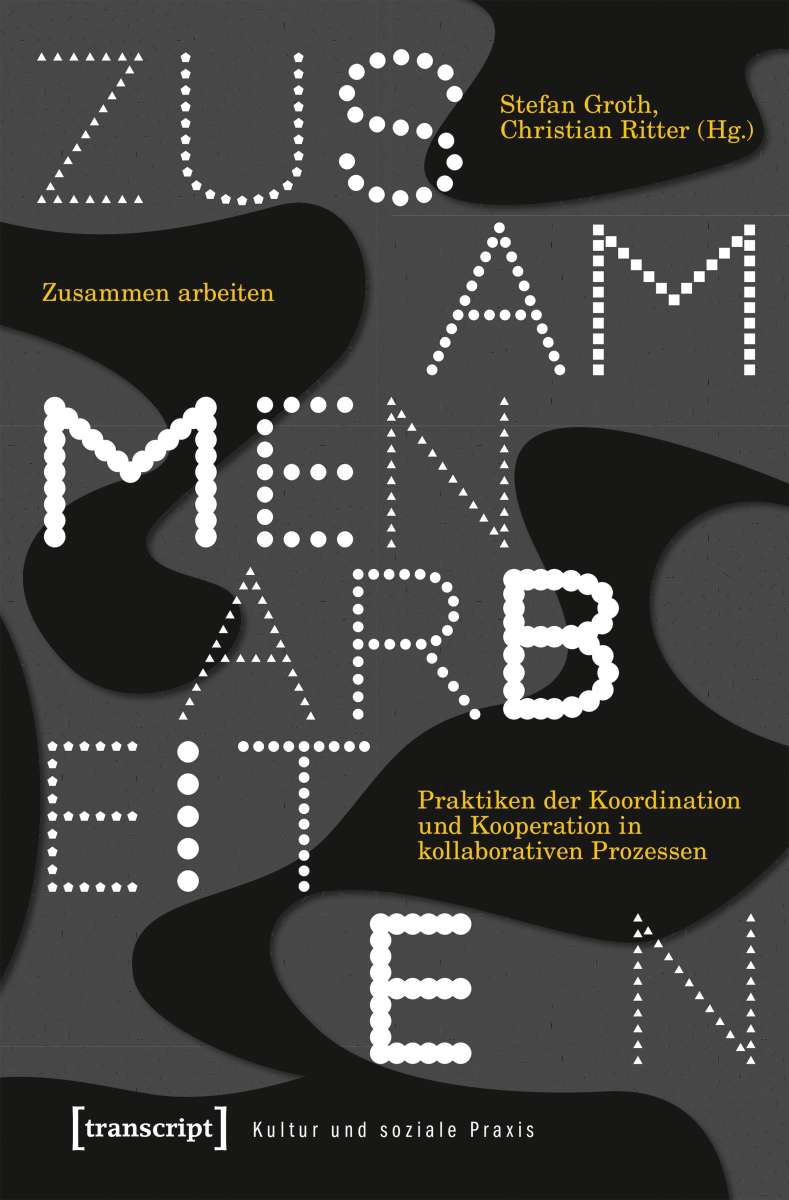 ZUS
Stefan Groth,
Christian Ritter (Hg.)
AM
Zusammen arbeiten
MEN
ARB
EIT
Praktiken der Koordination
und Kooperation in
kollaborativen Prozessen
EN
[transcript] Kultur und soziale Praxis